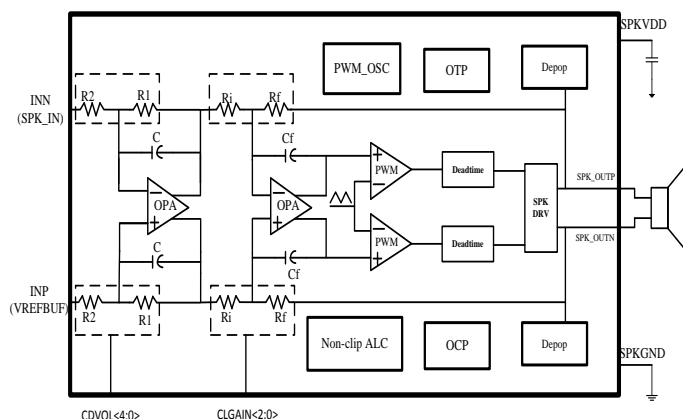 SPKVDD
PWM_OSC
OTP
Depop
INN
(SPK_IN)
R2
R1
Ri
Rf
C
Cf
PWM
Deadtime
OPA
OPA
SPK
DRV
SPK_OUTP
SPK_OUTN
C
Cf
PWM
Deadtime
INP
(VREFBUF)
R2
R1
Ri
Rf
Non-clip ALC
OCP
Depop
SPKGND
CDVOL<4:0>
CLGAIN<2:0>